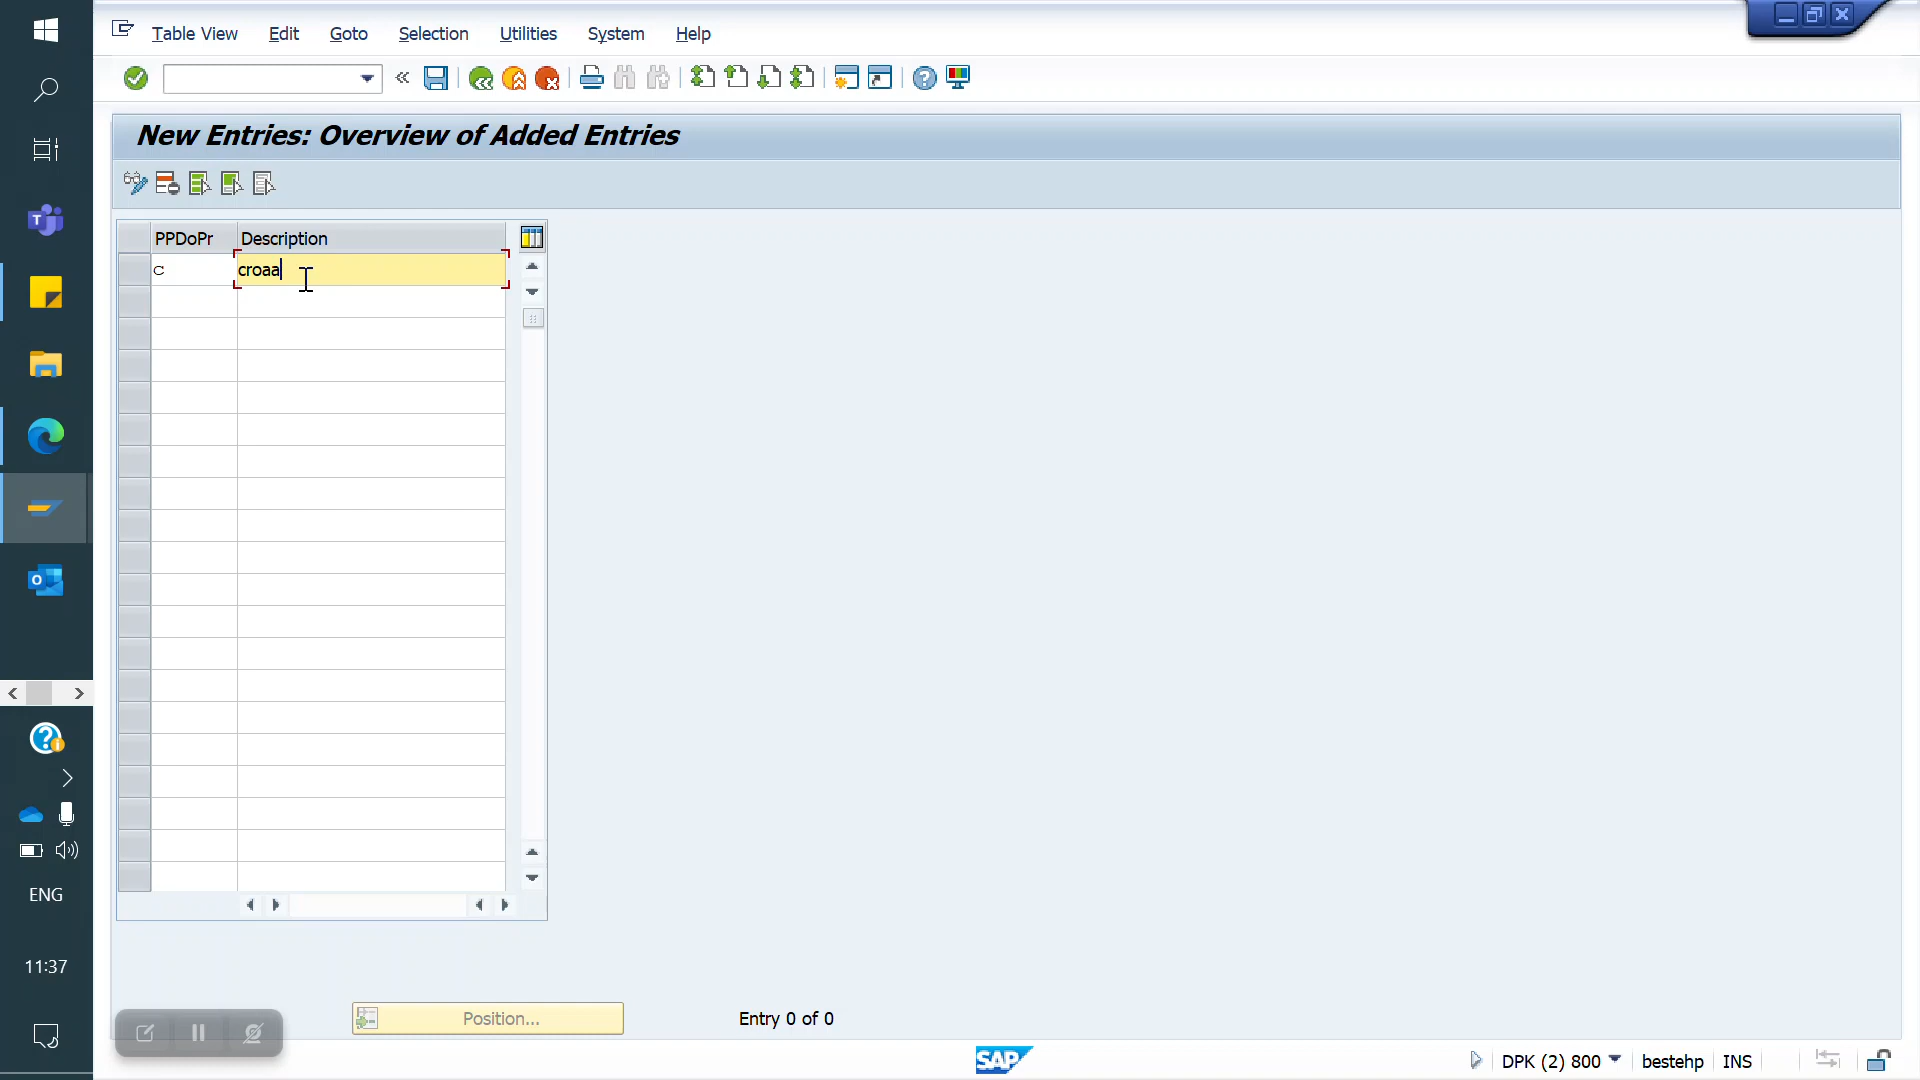 Table View Edit Goto Selection Utilities System Help
New Entries: Overview of Added Entries
PPDoPr Description
C croaa
ENG
11:37
Position... Entry 0 of 0
SAP DPK (2) 800 bestehp INS